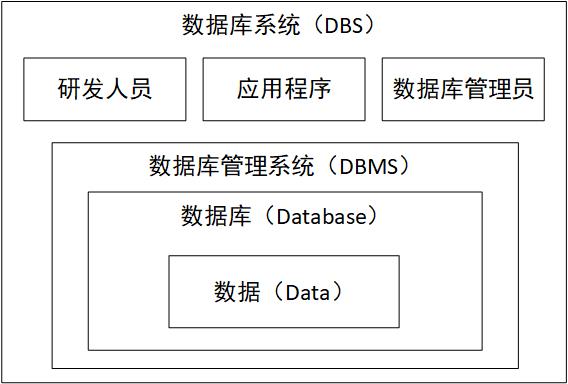 数据库系统（DBS）
研发人员
应用程序
数据库管理员
数据库管理系统（DBMS）
数据库（Database）
数据（Data）